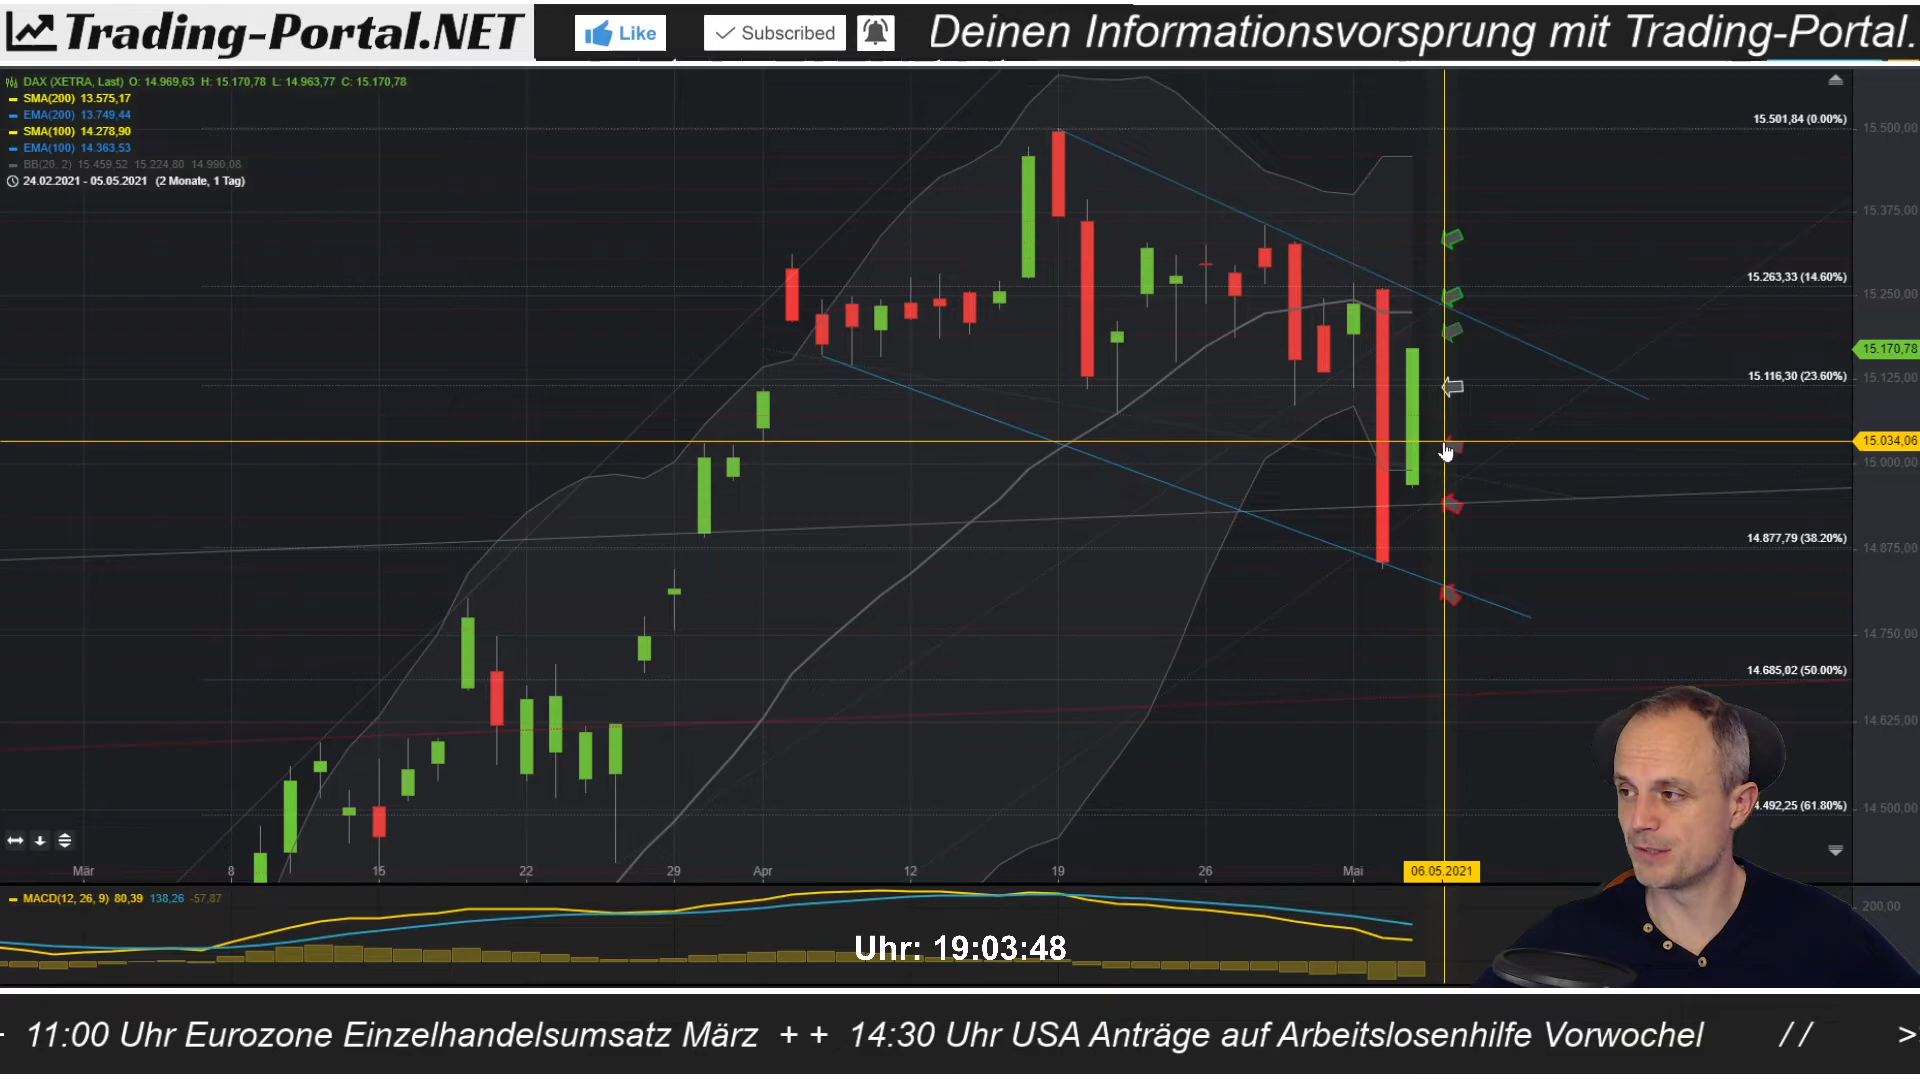 Trading-Portal.NET
Like
Subscribed
Deinen Informationsvorsprung mit Trading-Portal.
DAX (XETRA, Last) O: 14.969,63 H: 15.170,78 L: 14.963,77 C: 15.170,78
SMA(200) 13.575,17
EMA(200) 13.749,44
SMA(100) 14.278,90
EMA(100) 14.363,53
BB(20. 2) 15.459,52 15.224,80 14.990,08
24.02.2021 - 05.05.2021 (2 Monate, 1 Tag)
15.501,84 (0.00%)
15.500,00
15.375,00
15.263,33 (14.60%)
15.250,00
15.170,78
15.116,30 (23.60%)
15.125,00
15.034,06
15.000,00
14.877,79 (38.20%)
14.875,00
14.750,00
14.685,02 (50.00%)
14.625,00
4.492,25 (61.80%)
14.500,00
Mär
8
15
22
29
Apr
12
19
26
Mai
06.05.2021
MACD(12, 26, 9) 80,39 138,26 -57,87
200,00
Uhr: 19:03:48
11:00 Uhr Eurozone Einzelhandelsumsatz März + + 14:30 Uhr USA Anträge auf Arbeitslosenhilfe Vorwochel // >